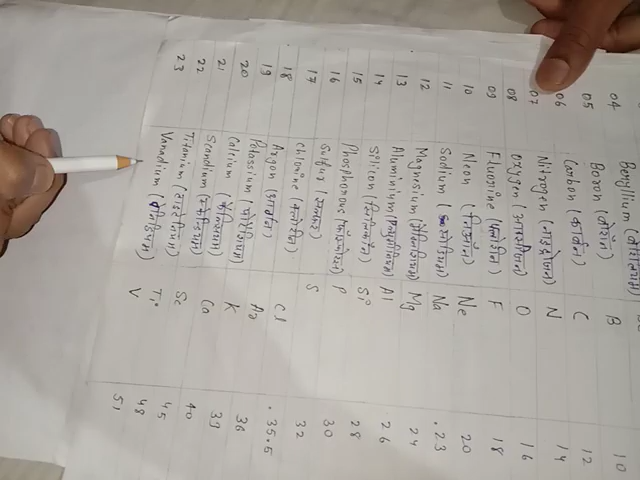 04 Beryllium (बेरिलियम) Be
05 Boron (बोरॉन) B 10
06 Carbon (कार्बन) C 12
07 Nitrogen (नाइट्रोजन) N 14
08 Oxygen (आक्सीजन) O 16
09 Fluorine (फ्लोरीन) F 18
10 Neon (निऑन) Ne 20
11 Sodium (सोडियम) Na .23
12 Magnesium (मैग्नीशियम) Mg 24
13 Aluminium (एल्युमिनियम) Al 26
14 Silicon (सिलिकॉन) Si 28
15 Phosphorous (फॉस्फोरस) P 30
16 Sulfur (सल्फर) S 32
17 Chlorine (क्लोरीन) Cl .35.5
18 Argon (आर्गन) Ar 36
19 Potassium (पोटैशियम) K 39
20 Calcium (कैल्शियम) Ca 40
21 Scandium (स्कैंडियम) Sc 45
22 Titanium (टाइटेनियम) Ti 48
23 Vanadium (वेनेडियम) V 51